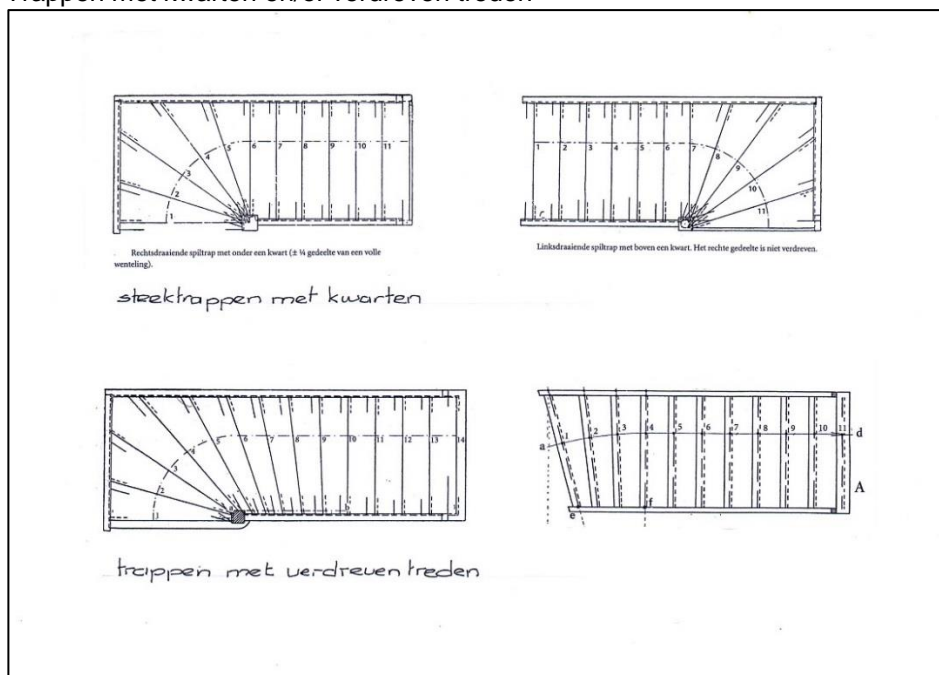 Trappen met kwarten en/of verdreven treden
1 2 3 4 5 6 7 8 9 10 11
1 2 3 4 5 6 7 8 9 10 11
Rechtsdraaiende spiltrap met onder een kwart (± ¼ gedeelte van een volle
wenteling).
Linksdraaiende spiltrap met boven een kwart. Het rechte gedeelte is niet verdreven.
steektrappen met kwarten
1 2 3 4 5 6 7 8 9 10 11 12 13 14
a 1 2 3 4 5 6 7 8 9 10 11 d
A
e f
trappen met verdreven treden